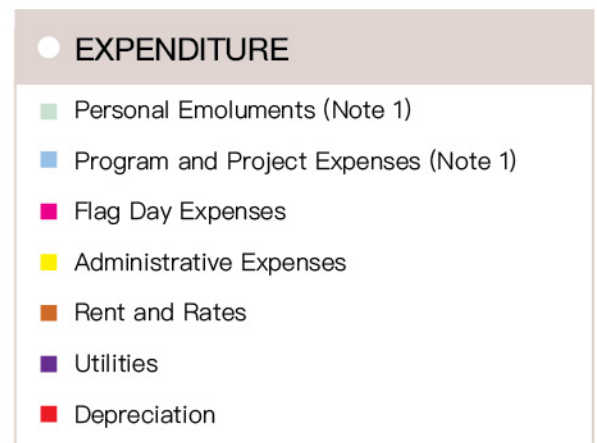 EXPENDITURE
Personal Emoluments (Note 1)
Program and Project Expenses (Note 1)
Flag Day Expenses
Administrative Expenses
Rent and Rates
Utilities
Depreciation